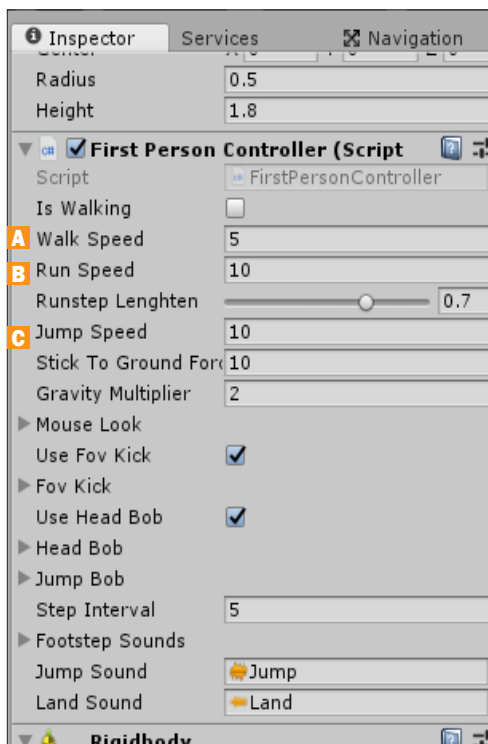 Inspector Services Navigation
Radius 0.5
Height 1.8
c# First Person Controller (Script
Script FirstPersonController
Is Walking
A Walk Speed 5
B Run Speed 10
Runstep Lenghten 0.7
C Jump Speed 10
Stick To Ground Forc 10
Gravity Multiplier 2
Mouse Look
Use Fov Kick
Fov Kick
Use Head Bob
Head Bob
Jump Bob
Step Interval 5
Footstep Sounds
Jump Sound Jump
Land Sound Land
Rigidbody